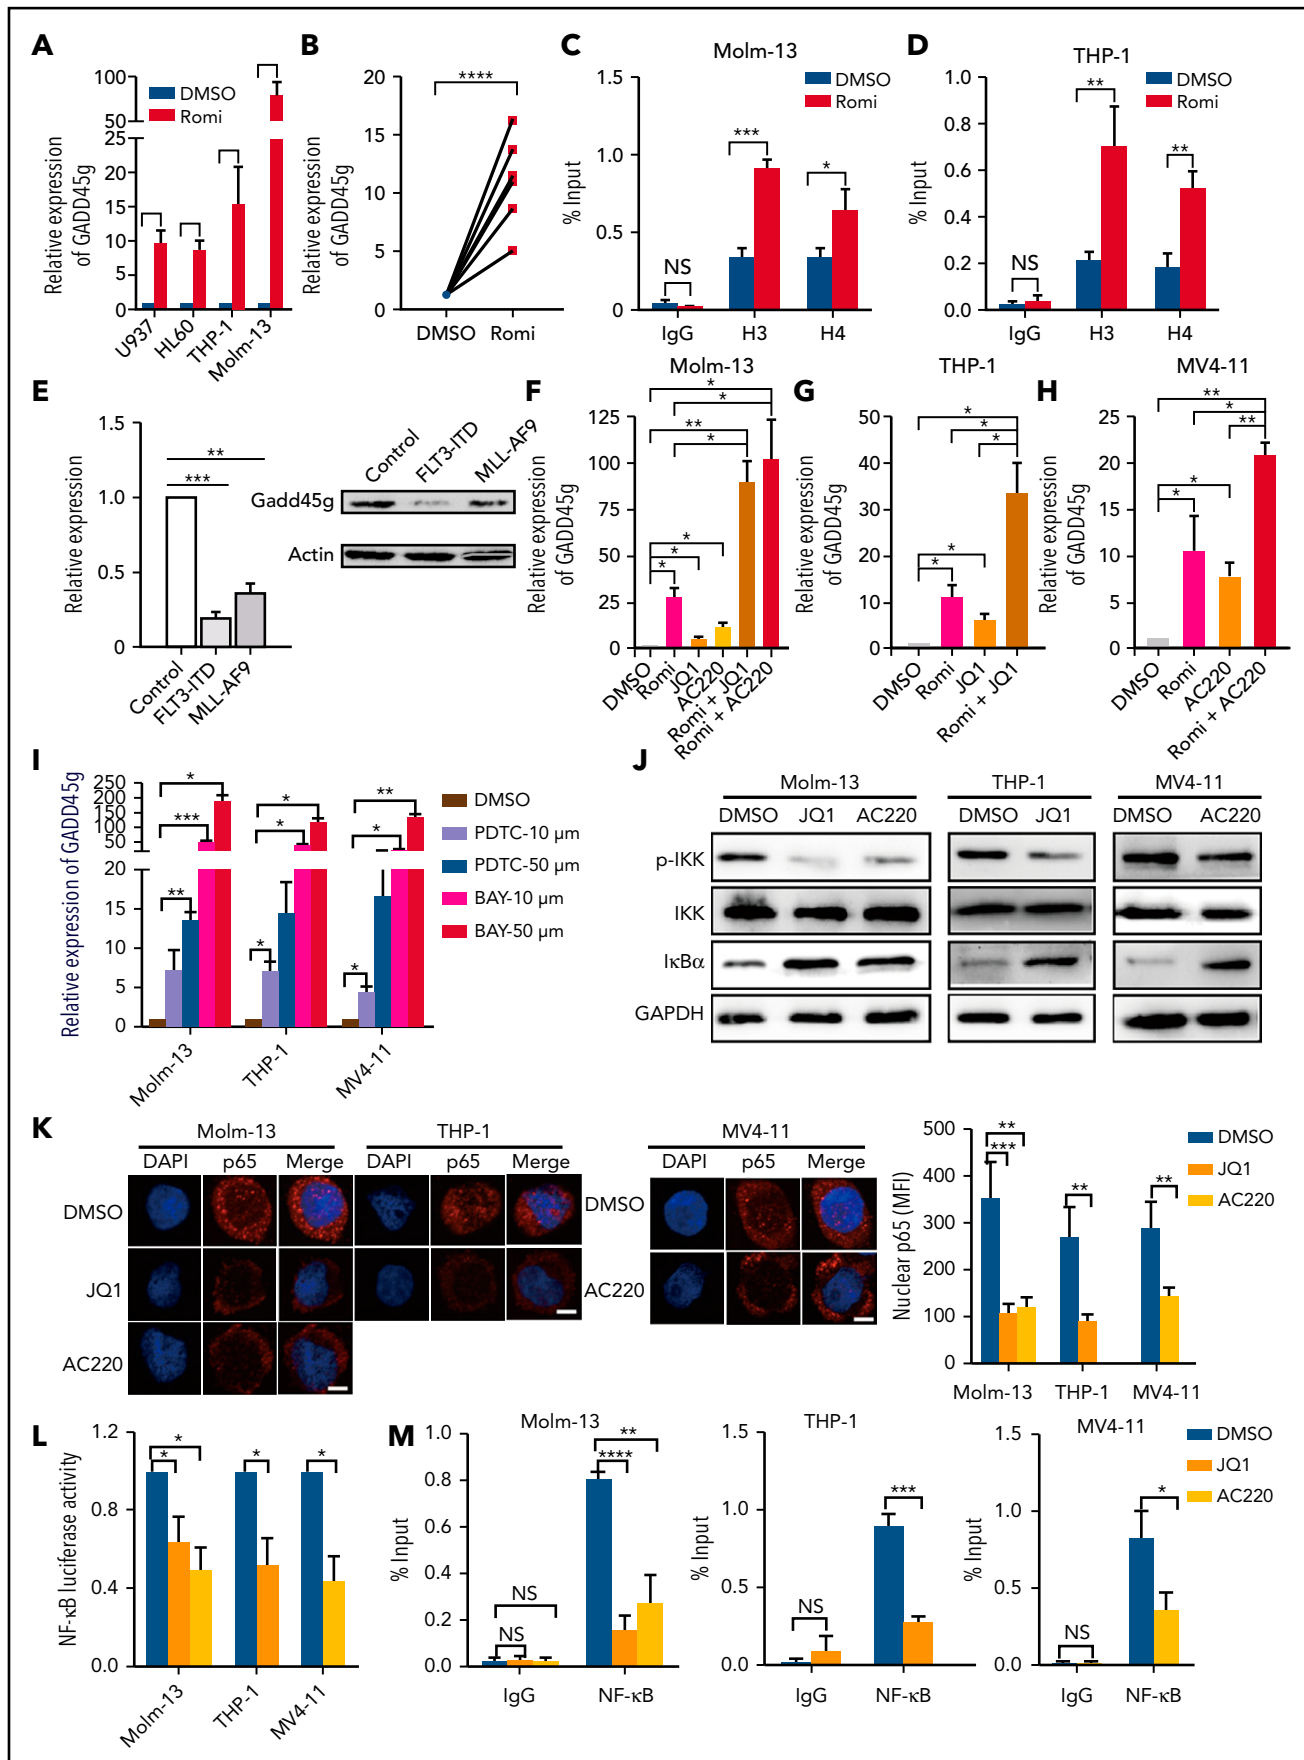 A
Relative expression
of GADD45g
100
50
25
20
15
10
5
0
DMSO
Romi
U937
HL60
THP-1
Molm-13
B
Relative expression
of GADD45g
20
15
10
5
0
****
DMSO
Romi
C
Molm-13
% Input
1.5
1.0
0.5
0
DMSO
Romi
NS
***
*
IgG
H3
H4
D
THP-1
% Input
1.0
0.8
0.6
0.4
0.2
0.0
DMSO
Romi
NS
**
**
IgG
H3
H4
E
Relative expression
1.5
1.0
0.5
0
**
***
Control
FLT3-ITD
MLL-AF9
Control
FLT3-ITD
MLL-AF9
Gadd45g
Actin
F
Molm-13
Relative expression
of GADD45g
125
100
75
50
25
0
*
*
**
*
*
*
*
DMSO
Romi
JQ1
AC220
Romi + JQ1
Romi + AC220
G
THP-1
Relative expression
of GADD45g
50
40
30
20
10
0
*
*
*
*
*
DMSO
Romi
JQ1
Romi + JQ1
H
MV4-11
Relative expression
of GADD45g
25
20
15
10
5
0
**
*
**
*
*
DMSO
Romi
AC220
Romi + AC220
I
Relative expression of GADD45g
250
200
150
100
50
20
15
10
5
0
*
***
**
*
*
*
**
*
*
DMSO
PDTC-10 µm
PDTC-50 µm
BAY-10 µm
BAY-50 µm
Molm-13
THP-1
MV4-11
J
Molm-13
THP-1
MV4-11
DMSO JQ1 AC220
DMSO JQ1
DMSO AC220
p-IKK
IKK
IκBα
GAPDH
K
Molm-13
THP-1
MV4-11
DAPI p65 Merge
DAPI p65 Merge
DAPI p65 Merge
DMSO
JQ1
AC220
DMSO
AC220
Nuclear p65 (MFI)
500
400
300
200
100
0
**
***
**
**
DMSO
JQ1
AC220
Molm-13
THP-1
MV4-11
L
NF-κB luciferase activity
1.2
0.8
0.4
0.0
*
*
*
*
Molm-13
THP-1
MV4-11
M
Molm-13
% Input
1.0
0.8
0.6
0.4
0.2
0.0
NS
NS
**
****
IgG
NF-κB
THP-1
% Input
1.5
1.0
0.5
0.0
NS
***
IgG
NF-κB
MV4-11
% Input
1.5
1.0
0.5
0.0
NS
*
IgG
NF-κB
DMSO
JQ1
AC220